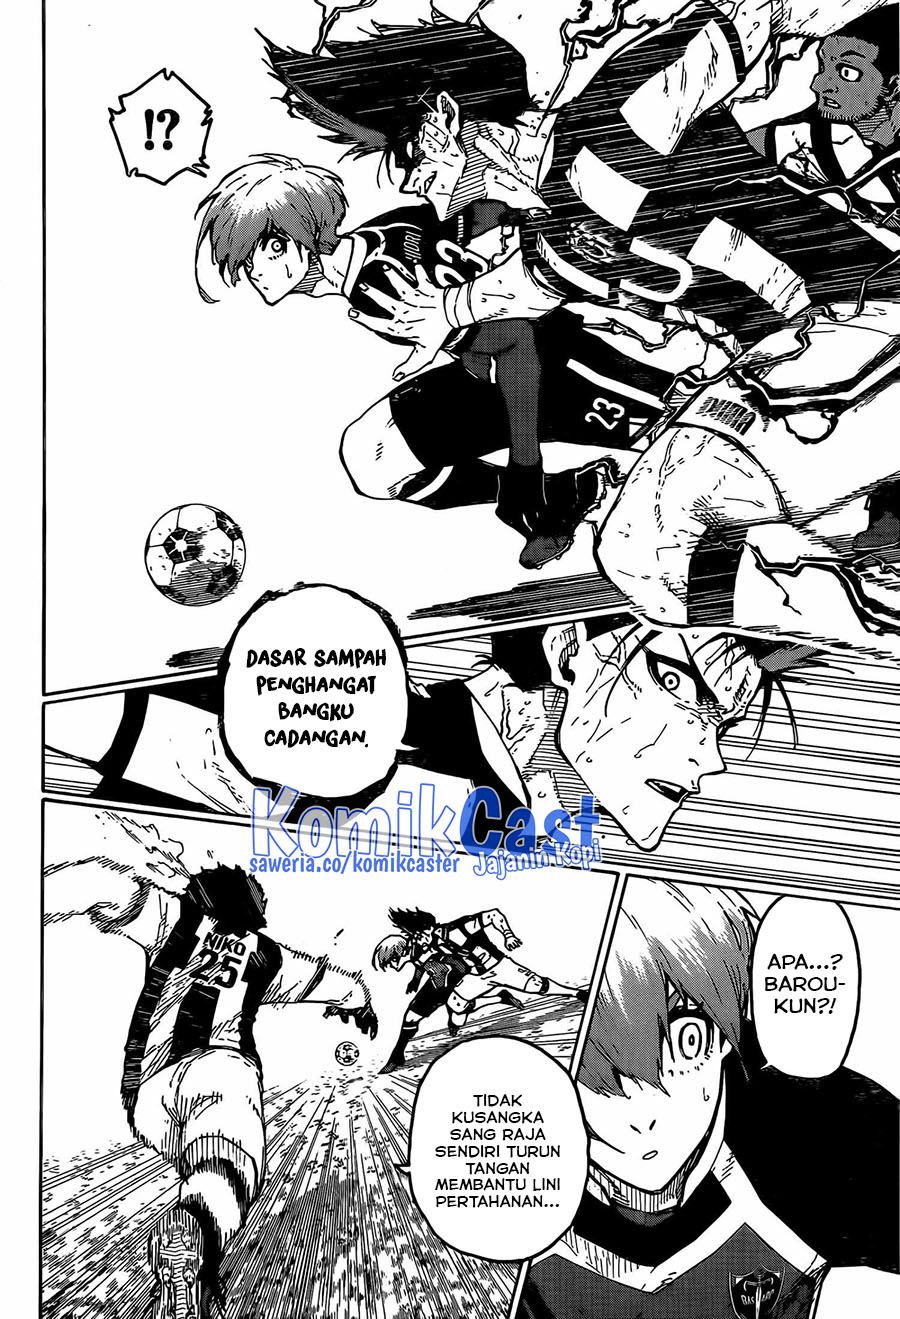 !?
23
23
DASAR SAMPAH
PENGHANGAT
BANGKU
CADANGAN.
KomikCast
saweria.co/komikcaster
Jajanin Kopi
APA...?
BAROU-
KUN?!
NIKO
25
TIDAK
KUSANGKA
SANG RAJA
SENDIRI TURUN
TANGAN
MEMBANTU LINI
PERTAHANAN...